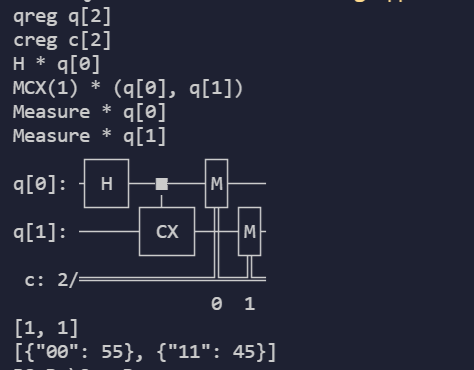 qreg q[2]
creg c[2]
H * q[0]
MCX(1) * (q[0], q[1])
Measure * q[0]
Measure * q[1]
q[0]: H M
q[1]: CX M
c: 2/
0 1
[1, 1]
[{"00": 55}, {"11": 45}]